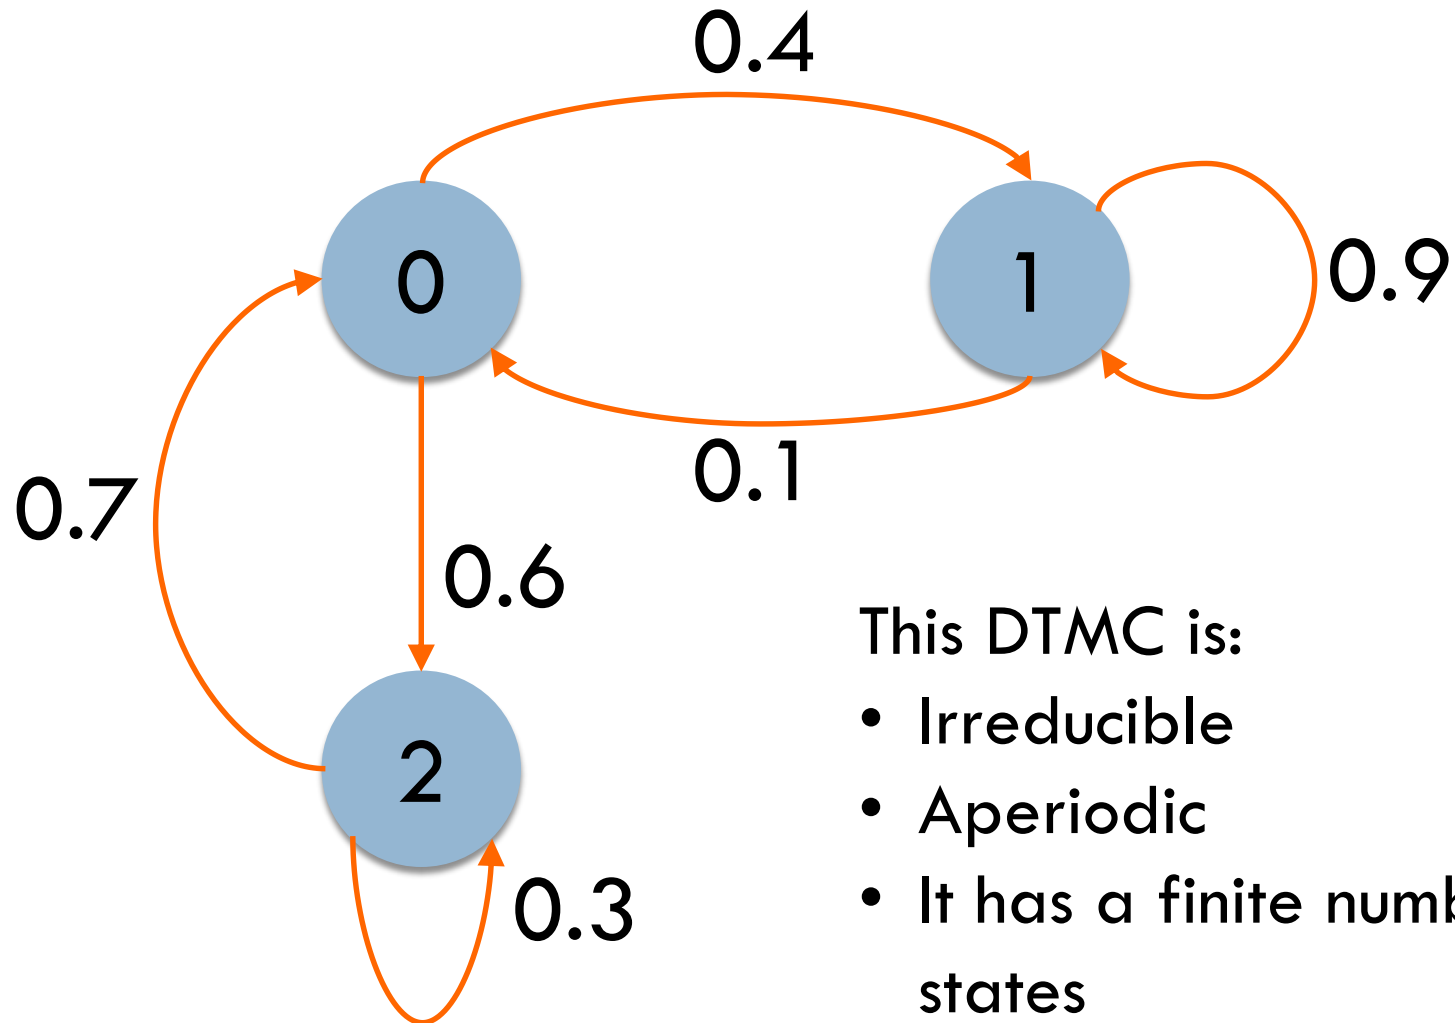 0.4
0
1
0.9
0.1
0.7
0.6
This DTMC is:
• Irreducible
2
• Aperiodic
0.3
• It has a finite
states